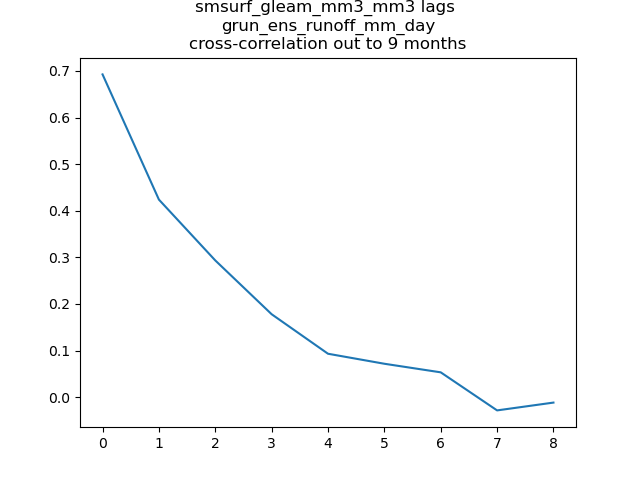 smsurf_gleam_mm3_mm3 lags
grun_ens_runoff_mm_day
cross-correlation out to 9 months
0.7
0.6
0.5
0.4
0.3
0.2
0.1
0.0
0 1 2 3 4 5 6 7 8